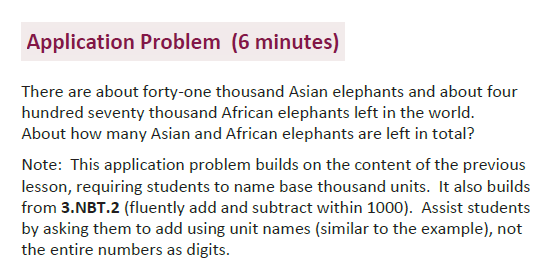 Application Problem (6 minutes)
There are about forty-one thousand Asian elephants and about four
hundred seventy thousand African elephants left in the world.
About how many Asian and African elephants are left in total?
Note: This application problem builds on the content of the previous
lesson, requiring students to name base thousand units. It also builds
from 3.NBT.2 (fluently add and subtract within 1000). Assist students
by asking them to add using unit names (similar to the example), not
the entire numbers as digits.